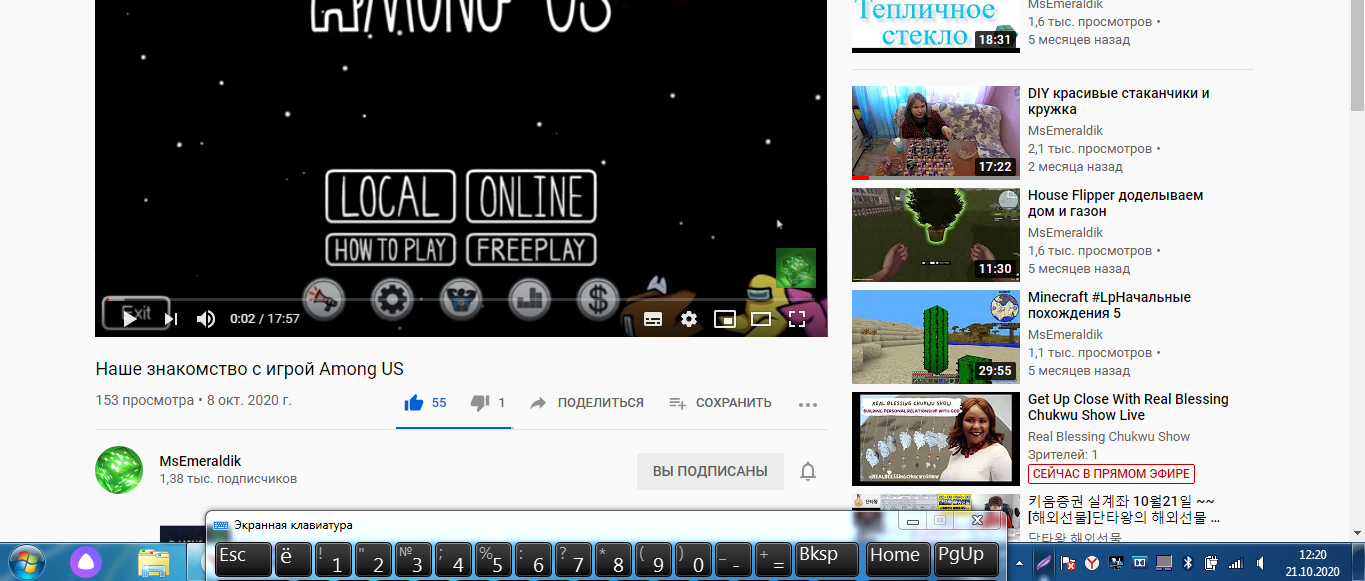 AMONG US
LOCAL
ONLINE
HOW TO PLAY
FREEPLAY
Exit
0:02 / 17:57
Наше знакомство с игрой Among US
153 просмотра • 8 окт. 2020 г.
55
1
ПОДЕЛИТЬСЯ
СОХРАНИТЬ
MsEmeraldik
1,38 тыс. подписчиков
ВЫ ПОДПИСАНЫ
Тепличное
стекло
18:31
MsEmeraldik
1,6 тыс. просмотров •
5 месяцев назад
17:22
DIY красивые стаканчики и
кружка
MsEmeraldik
2,1 тыс. просмотров •
2 месяца назад
11:30
House Flipper доделываем
дом и газон
MsEmeraldik
1,6 тыс. просмотров •
5 месяцев назад
29:55
Minecraft #LpНачальные
похождения 5
MsEmeraldik
1,1 тыс. просмотров •
5 месяцев назад
REAL BLESSING CHUKWU SHOW
BUILDING PERSONAL RELATIONSHIP WITH GOD
#REALBLESSINGCHUKWUSHOW
Get Up Close With Real Blessing
Chukwu Show Live
Real Blessing Chukwu Show
Зрителей: 1
СЕЙЧАС В ПРЯМОМ ЭФИРЕ
키움증권 실계좌 10월21일 ~~
[해외선물]단타왕의 해외선물 ...
단타왕 해외선물
Экранная клавиатура
Esc ё ! 1 " 2 № 3 ; 4 % 5 : 6 ? 7 * 8 ( 9 ) 0 _ - + = Bksp Home PgUp
12:20
21.10.2020